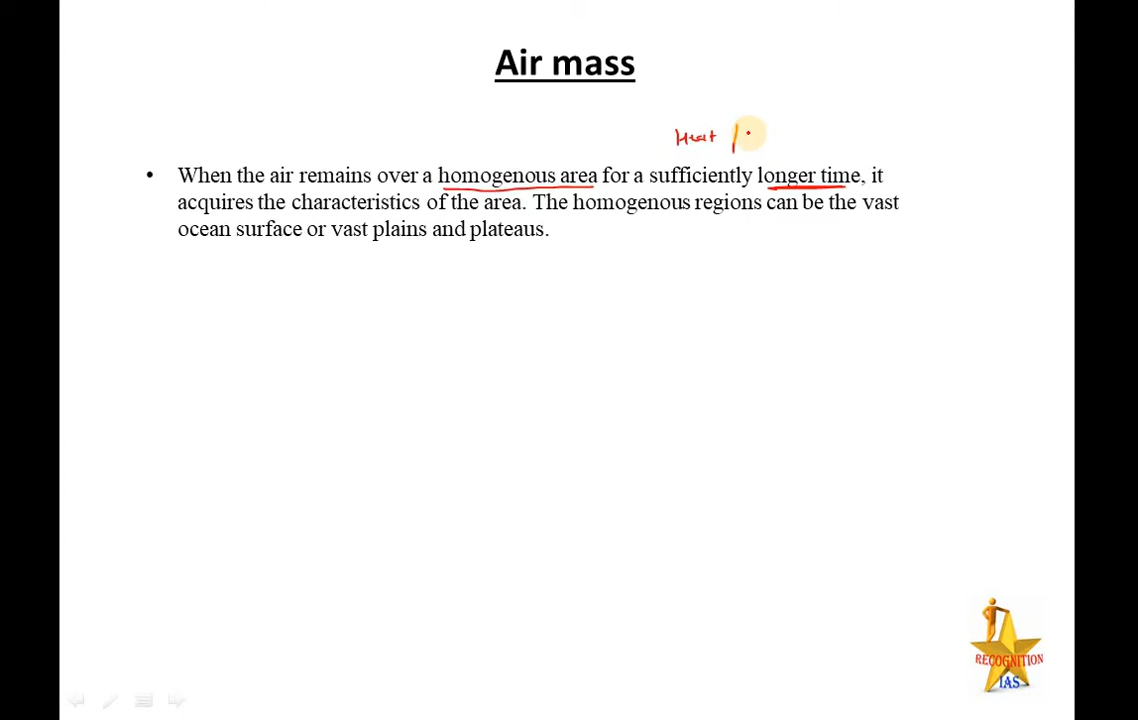 Air mass
Heat
• When the air remains over a homogenous area for a sufficiently longer time, it
acquires the characteristics of the area. The homogenous regions can be the vast
ocean surface or vast plains and plateaus.
RECOGNITION
IAS